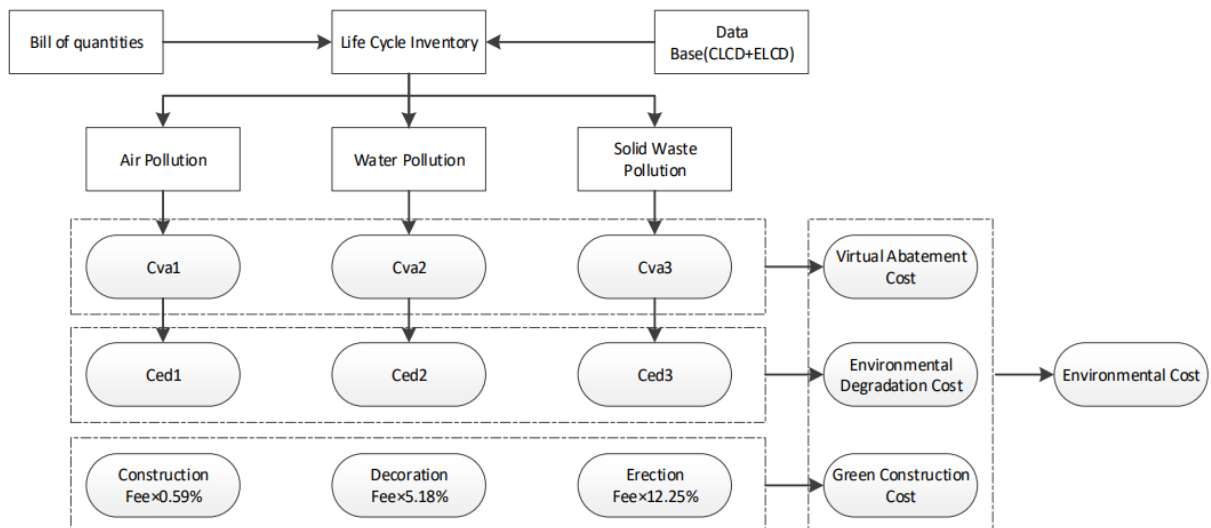 Bill of quantities
Life Cycle Inventory
Data
Base(CLCD+ELCD)
Air Pollution
Water Pollution
Solid Waste
Pollution
Cva1
Cva2
Cva3
Virtual Abatement
Cost
Ced1
Ced2
Ced3
Environmental
Degradation Cost
Environmental Cost
Construction
Fee×0.59%
Decoration
Fee×5.18%
Erection
Fee×12.25%
Green Construction
Cost